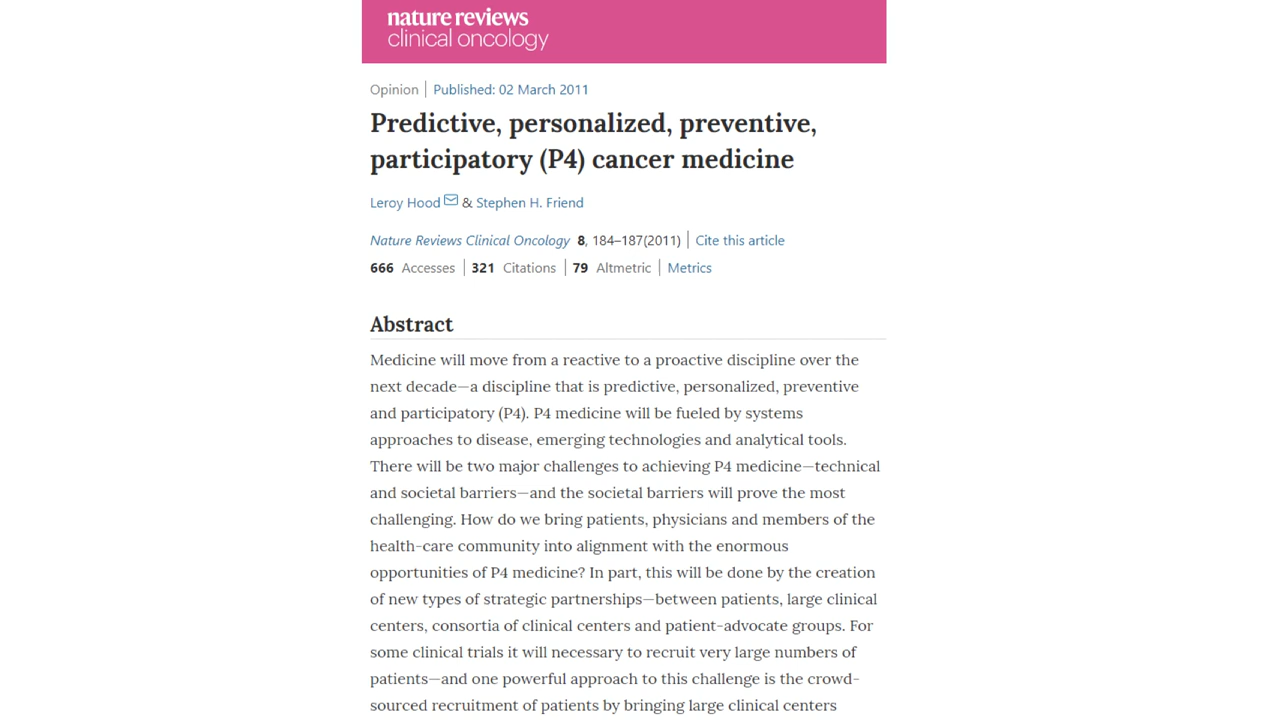 nature reviews
clinical oncology
Opinion | Published: 02 March 2011
Predictive, personalized, preventive,
participatory (P4) cancer medicine
Leroy Hood & Stephen H. Friend
Nature Reviews Clinical Oncology 8, 184–187(2011) | Cite this article
666 Accesses | 321 Citations | 79 Altmetric | Metrics
Abstract
Medicine will move from a reactive to a proactive discipline over the
next decade—a discipline that is predictive, personalized, preventive
and participatory (P4). P4 medicine will be fueled by systems
approaches to disease, emerging technologies and analytical tools.
There will be two major challenges to achieving P4 medicine—technical
and societal barriers—and the societal barriers will prove the most
challenging. How do we bring patients, physicians and members of the
health-care community into alignment with the enormous
opportunities of P4 medicine? In part, this will be done by the creation
of new types of strategic partnerships—between patients, large clinical
centers, consortia of clinical centers and patient-advocate groups. For
some clinical trials it will necessary to recruit very large numbers of
patients—and one powerful approach to this challenge is the crowd-
sourced recruitment of patients by bringing large clinical centers